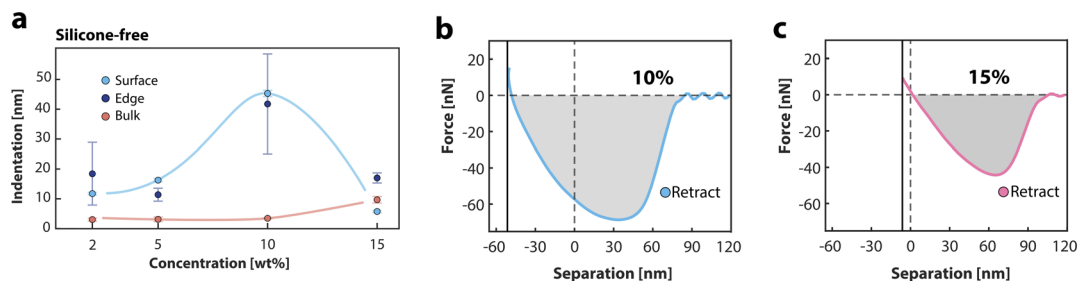 a
Silicone-free
Indentation [nm]
50
40
30
20
10
0
Surface
Edge
Bulk
2 5 10 15
Concentration [wt%]
b
Force [nN]
20
0
-20
-40
-60
10%
Retract
-60 -30 0 30 60 90 120
Separation [nm]
c
Force [nN]
20
0
-20
-40
-60
15%
Retract
-60 -30 0 30 60 90 120
Separation [nm]